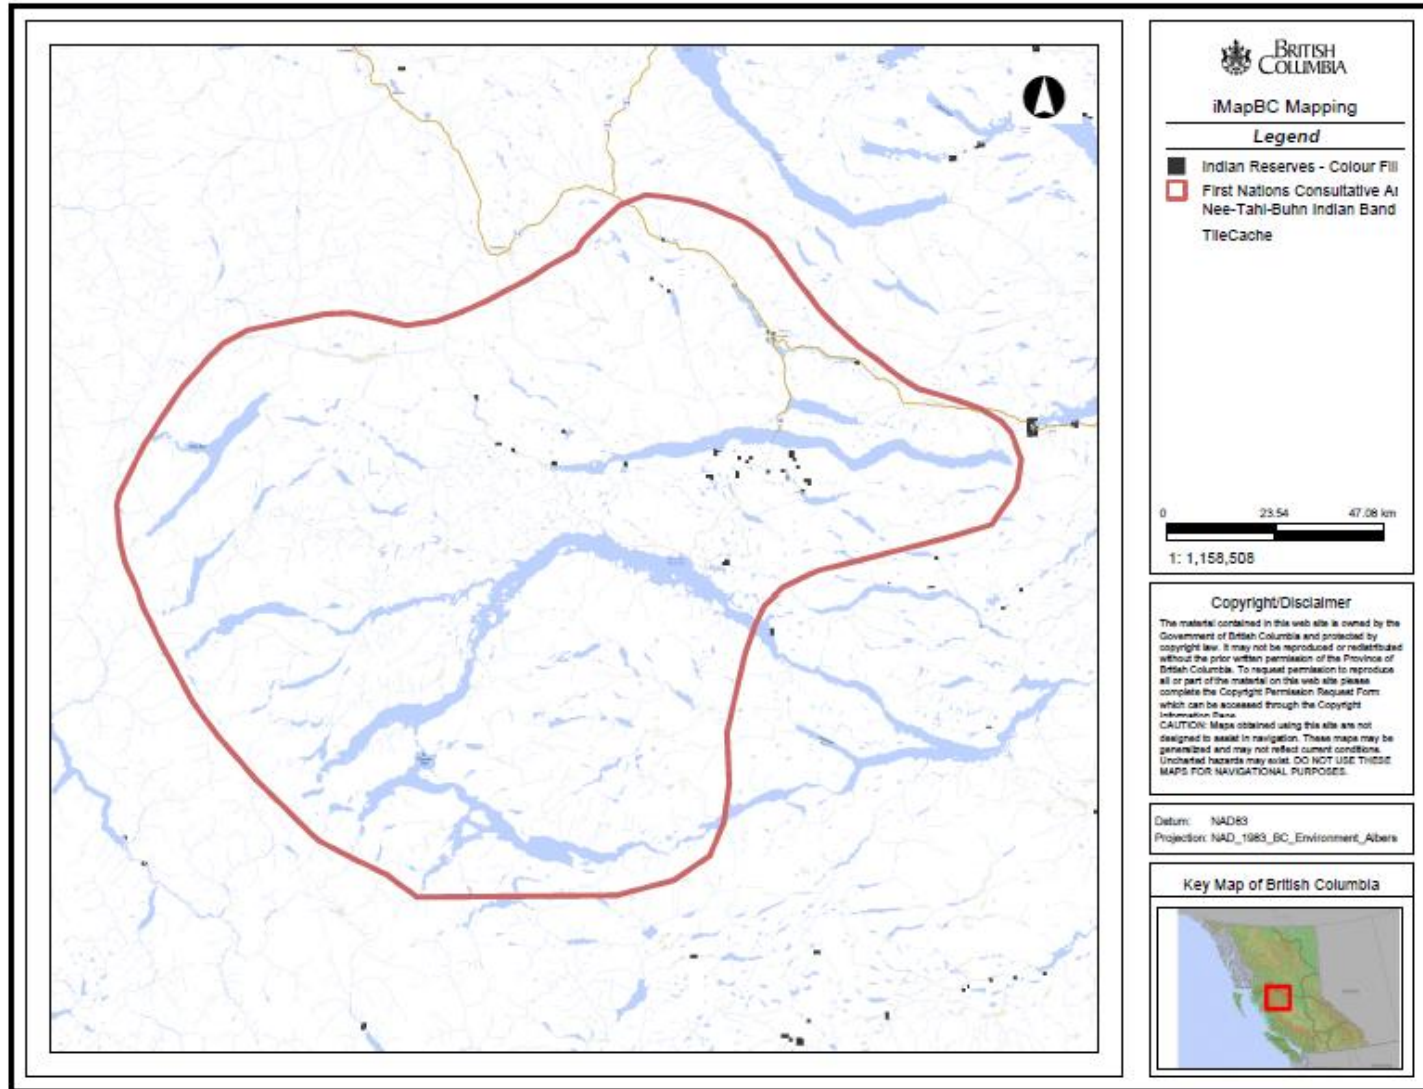 BRITISH
COLUMBIA
iMapBC Mapping
Legend
Indian Reserves - Colour Fill
First Nations Consultative Ar
Nee-Tahi-Buhn Indian Band
TileCache
0 23.54 47.08 km
1: 1,158,508
Copyright/Disclaimer
The material contained in this web site is owned by the
Government of British Columbia and protected by
copyright law. It may not be reproduced or redistributed
without the prior written permission of the Province of
British Columbia. To request permission to reproduce
all or part of the material on this web site please
complete the Copyright Permission Request Form
which can be accessed through the Copyright
Information Page
CAUTION: Maps obtained using this site are not
designed to assist in navigation. These maps may be
generalized and may not reflect current conditions.
Uncharted hazards may exist. DO NOT USE THESE
MAPS FOR NAVIGATIONAL PURPOSES.
Datum: NAD83
Projection: NAD_1983_BC_Environment_Albers
Key Map of British Columbia